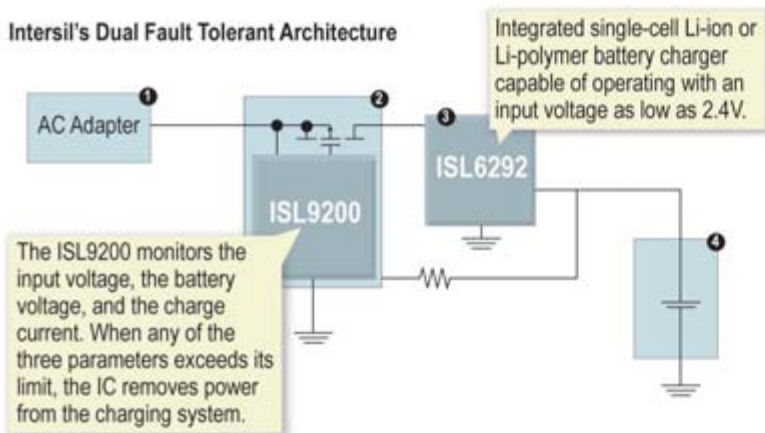 Intersil's Dual Fault Tolerant Architecture
Integrated single-cell Li-ion or
Li-polymer battery charger
capable of operating with an
input voltage as low as 2.4V.
1
AC Adapter
2
3
ISL9200
ISL6292
4
The ISL9200 monitors the
input voltage, the battery
voltage, and the charge
current. When any of the
three parameters exceeds its
limit, the IC removes power
from the charging system.